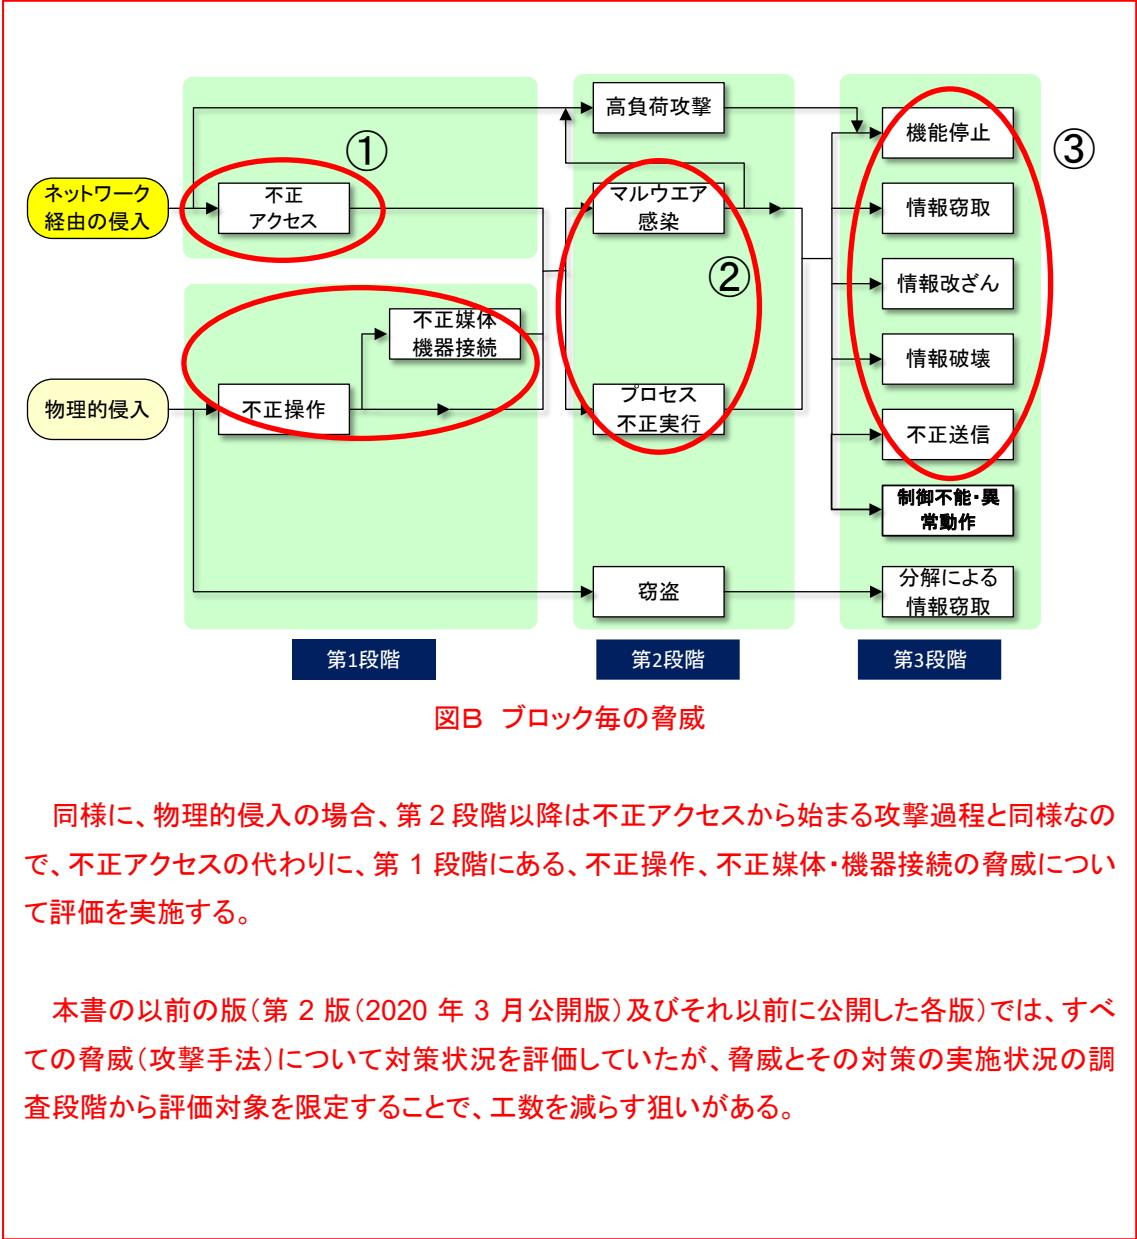 高負荷攻撃
機能停止
①
③
ネットワーク
経由の侵入
不正
アクセス
マルウエア
感染
情報窃取
②
情報改ざん
不正媒体
機器接続
情報破壊
物理的侵入
不正操作
プロセス
不正実行
不正送信
制御不能・異
常動作
窃盗
分解による
情報窃取
第1段階
第2段階
第3段階
図B ブロック毎の脅威
同様に、物理的侵入の場合、第 2 段階以降は不正アクセスから始まる攻撃過程と同様なの
で、不正アクセスの代わりに、第 1 段階にある、不正操作、不正媒体・機器接続の脅威につい
て評価を実施する。
本書の以前の版(第 2 版(2020 年 3 月公開版)及びそれ以前に公開した各版)では、すべ
ての脅威(攻撃手法)について対策状況を評価していたが、脅威とその対策の実施状況の調
査段階から評価対象を限定することで、工数を減らす狙いがある。